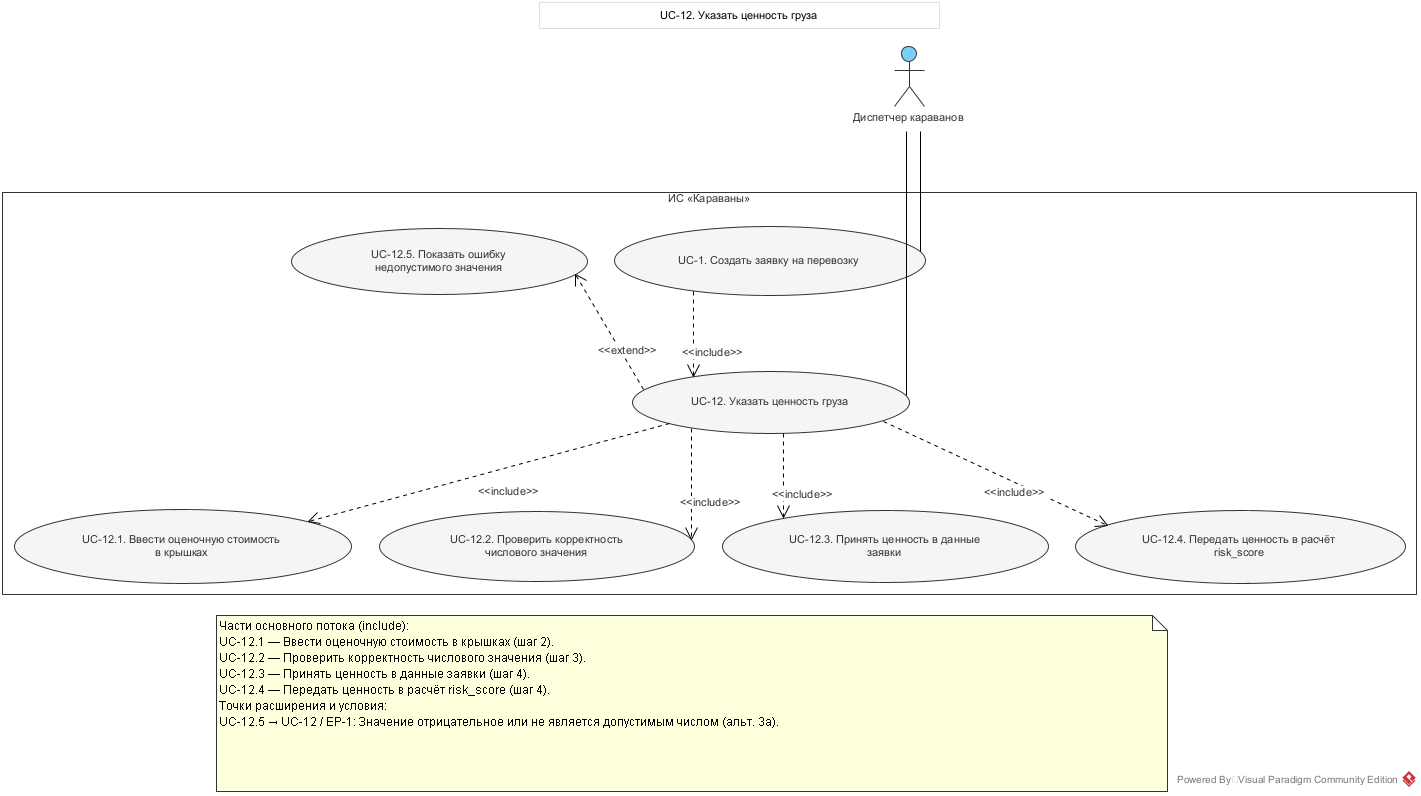 UC-12. Указать ценность груза
Диспетчер караванов
ИС «Караваны»
UC-12.5. Показать ошибку
недопустимого значения
UC-1. Создать заявку на перевозку
<<extend>>
<<include>>
UC-12. Указать ценность груза
<<include>>
<<include>>
<<include>>
<<include>>
UC-12.1. Ввести оценочную стоимость
в крышках
UC-12.2. Проверить корректность
числового значения
UC-12.3. Принять ценность в данные
заявки
UC-12.4. Передать ценность в расчёт
risk_score
Части основного потока (include):
UC-12.1 — Ввести оценочную стоимость в крышках (шаг 2).
UC-12.2 — Проверить корректность числового значения (шаг 3).
UC-12.3 — Принять ценность в данные заявки (шаг 4).
UC-12.4 — Передать ценность в расчёт risk_score (шаг 4).
Точки расширения и условия:
UC-12.5 → UC-12 / EP-1: Значение отрицательное или не является допустимым числом (альт. 3а).
Powered By Visual Paradigm Community Edition